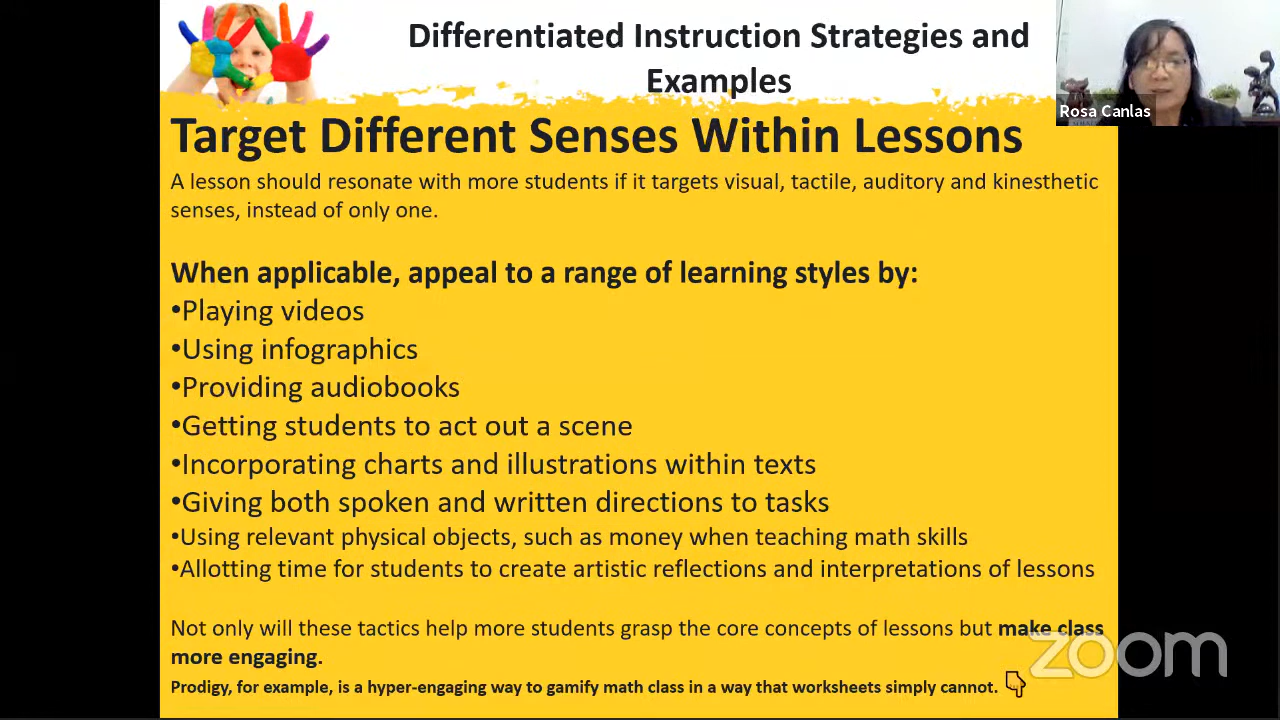 Differentiated Instruction Strategies and
Examples
Rosa Canlas
Target Different Senses Within Lessons
A lesson should resonate with more students if it targets visual, tactile, auditory and kinesthetic
senses, instead of only one.
When applicable, appeal to a range of learning styles by:
•Playing videos
•Using infographics
•Providing audiobooks
•Getting students to act out a scene
•Incorporating charts and illustrations within texts
•Giving both spoken and written directions to tasks
•Using relevant physical objects, such as money when teaching math skills
•Allotting time for students to create artistic reflections and interpretations of lessons
Not only will these tactics help more students grasp the core concepts of lessons but make class
more engaging.
Prodigy, for example, is a hyper-engaging way to gamify math class in a way that worksheets simply cannot.
zoom